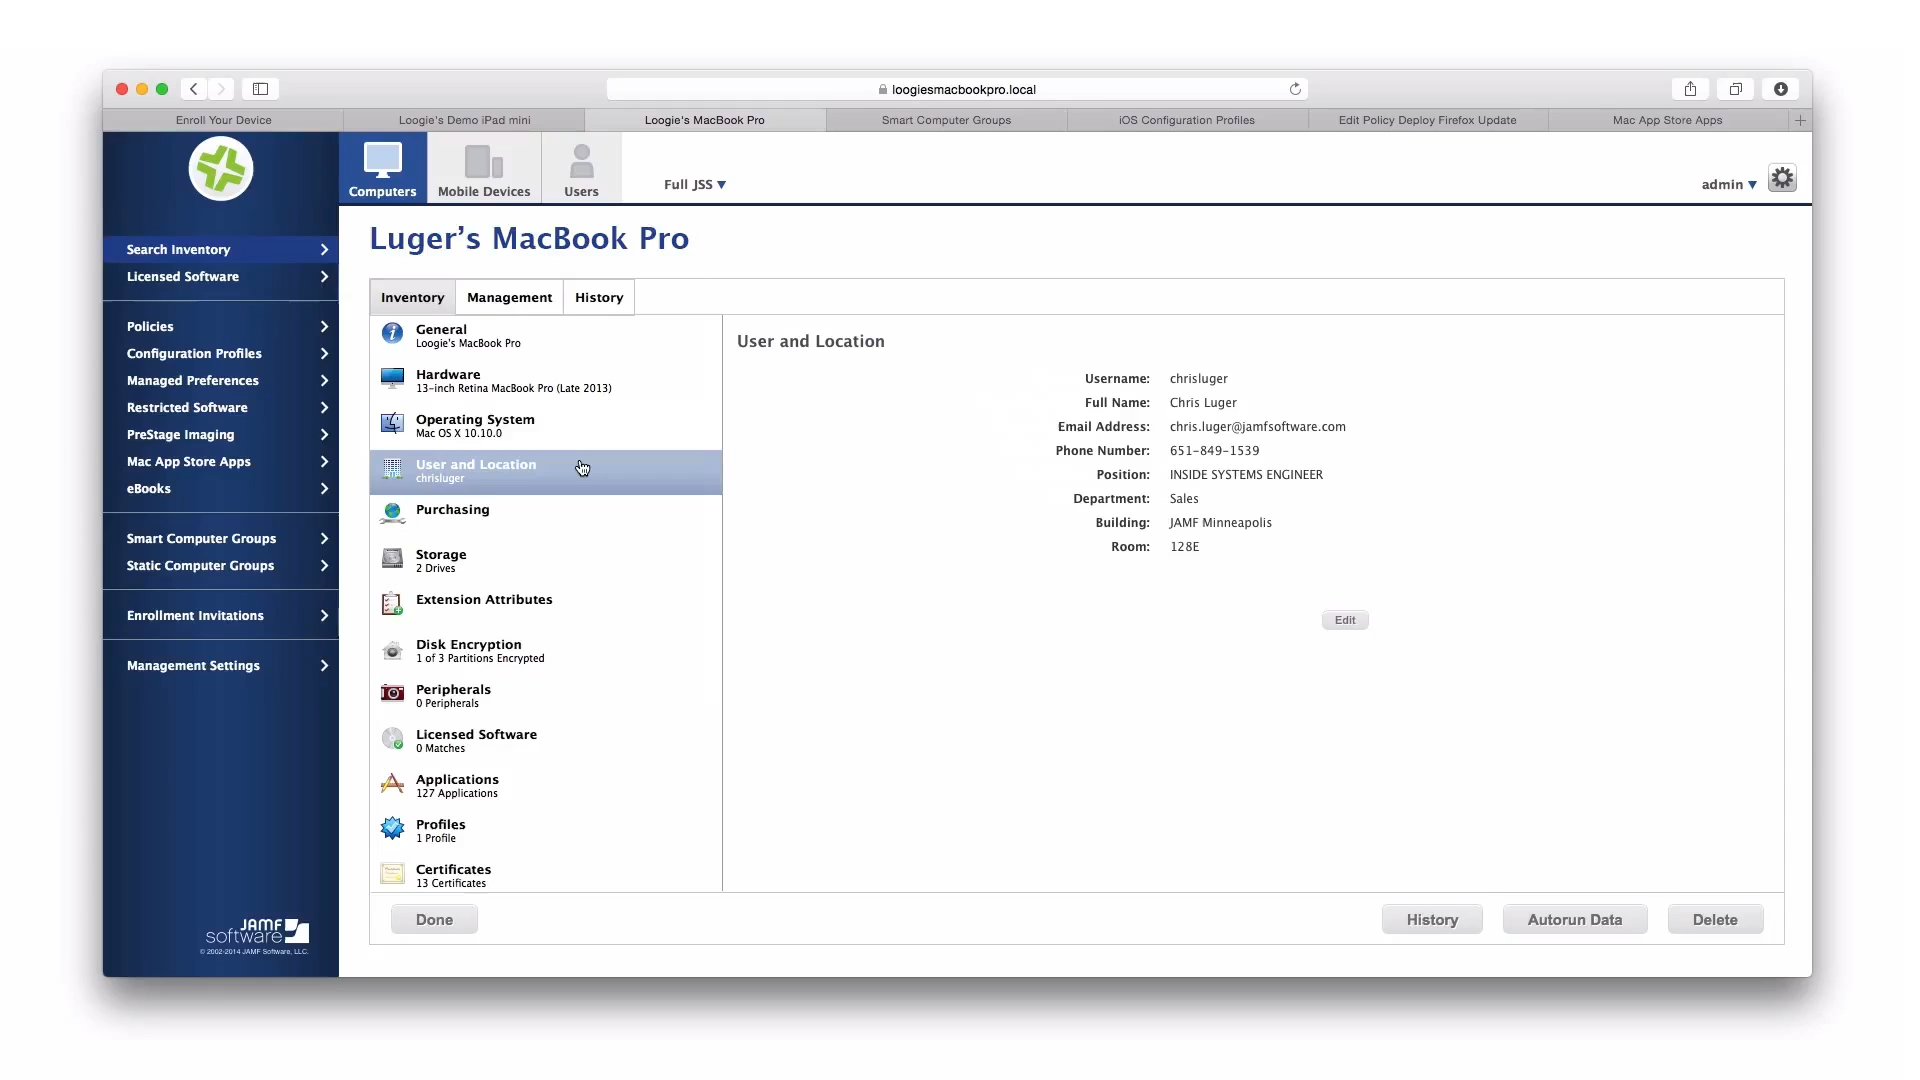 loogiesmacbookpro.local
Enroll Your Device
Loogie's Demo iPad mini
Loogie's MacBook Pro
Smart Computer Groups
iOS Configuration Profiles
Edit Policy Deploy Firefox Update
Mac App Store Apps
Computers
Mobile Devices
Users
Full JSS ▼
admin ▼
Search Inventory
Licensed Software
Policies
Configuration Profiles
Managed Preferences
Restricted Software
PreStage Imaging
Mac App Store Apps
eBooks
Smart Computer Groups
Static Computer Groups
Enrollment Invitations
Management Settings
JAMF
software
© 2002-2014 JAMF Software, LLC.
Luger's MacBook Pro
Inventory
Management
History
General
Loogie's MacBook Pro
Hardware
13-inch Retina MacBook Pro (Late 2013)
Operating System
Mac OS X 10.10.0
User and Location
chrisluger
Purchasing
Storage
2 Drives
Extension Attributes
Disk Encryption
1 of 3 Partitions Encrypted
Peripherals
0 Peripherals
Licensed Software
0 Matches
Applications
127 Applications
Profiles
1 Profile
Certificates
13 Certificates
User and Location
Username: chrisluger
Full Name: Chris Luger
Email Address: chris.luger@jamfsoftware.com
Phone Number: 651-849-1539
Position: INSIDE SYSTEMS ENGINEER
Department: Sales
Building: JAMF Minneapolis
Room: 128E
Edit
Done
History
Autorun Data
Delete